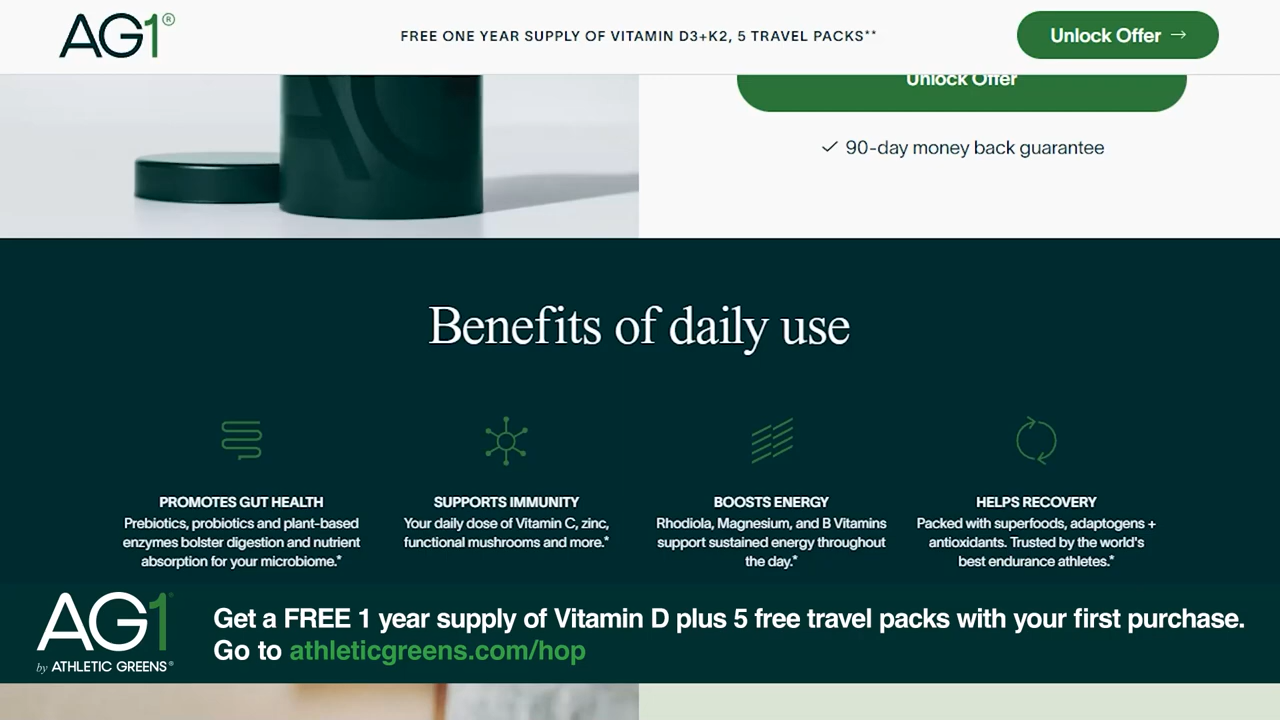 AG1®
FREE ONE YEAR SUPPLY OF VITAMIN D3+K2, 5 TRAVEL PACKS**
Unlock Offer →
Unlock Offer
✓ 90-day money back guarantee
AG
Benefits of daily use
PROMOTES GUT HEALTH
Prebiotics, probiotics and plant-based
enzymes bolster digestion and nutrient
absorption for your microbiome.*
SUPPORTS IMMUNITY
Your daily dose of Vitamin C, zinc,
functional mushrooms and more.*
BOOSTS ENERGY
Rhodiola, Magnesium, and B Vitamins
support sustained energy throughout
the day.*
HELPS RECOVERY
Packed with superfoods, adaptogens +
antioxidants. Trusted by the world's
best endurance athletes.*
AG1
by ATHLETIC GREENS®
Get a FREE 1 year supply of Vitamin D plus 5 free travel packs with your first purchase.
Go to athleticgreens.com/hop